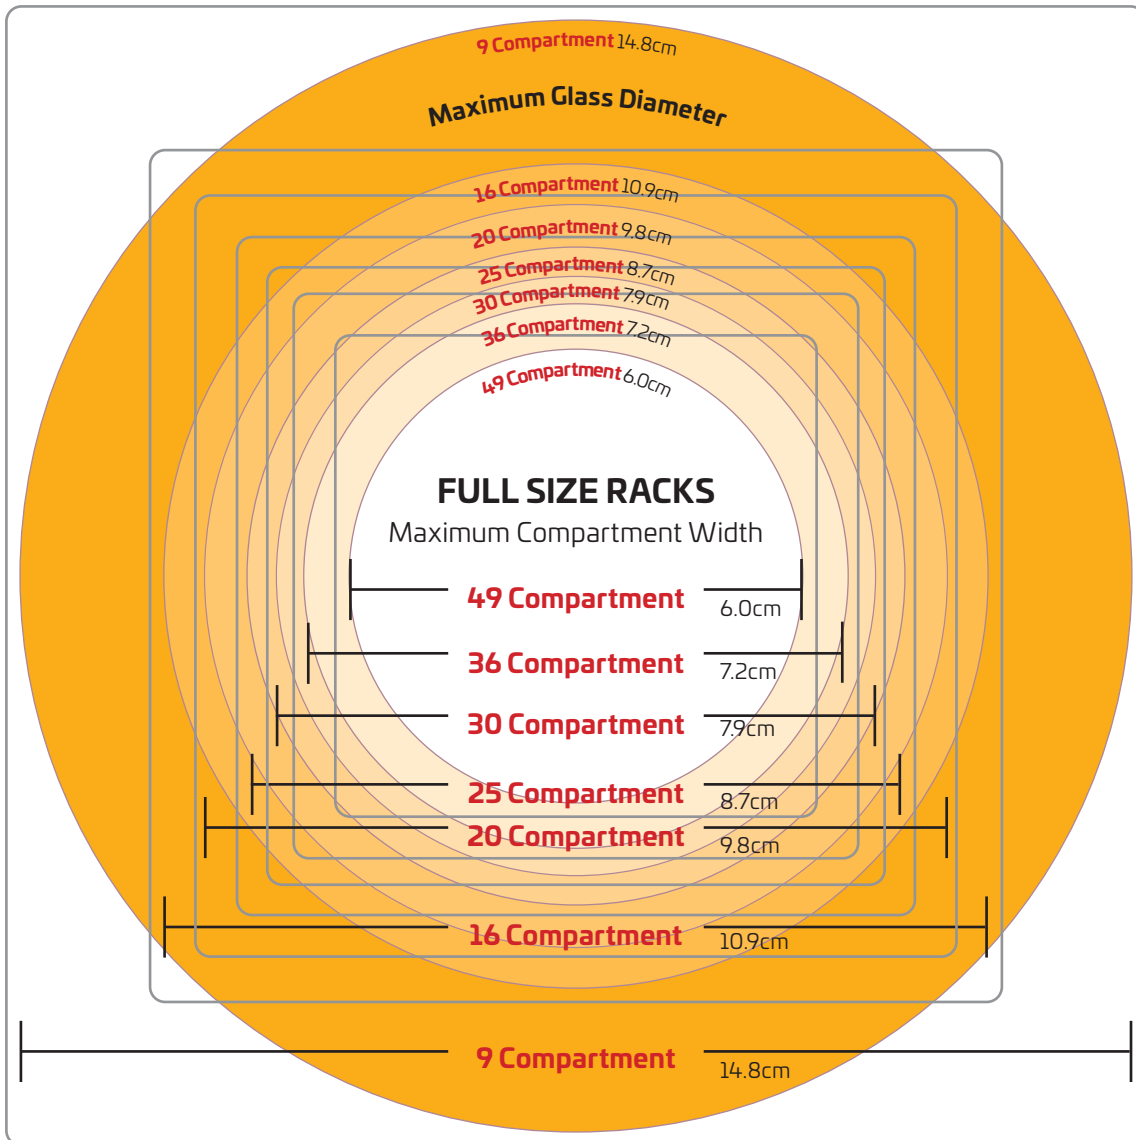 9 Compartment 14.8cm
Maximum Glass Diameter
16 Compartment 10.9cm
20 Compartment 9.8cm
25 Compartment 8.7cm
30 Compartment 7.9cm
36 Compartment 7.2cm
49 Compartment 6.0cm
FULL SIZE RACKS
Maximum Compartment Width
49 Compartment 6.0cm
36 Compartment 7.2cm
30 Compartment 7.9cm
25 Compartment 8.7cm
20 Compartment 9.8cm
16 Compartment 10.9cm
9 Compartment 14.8cm